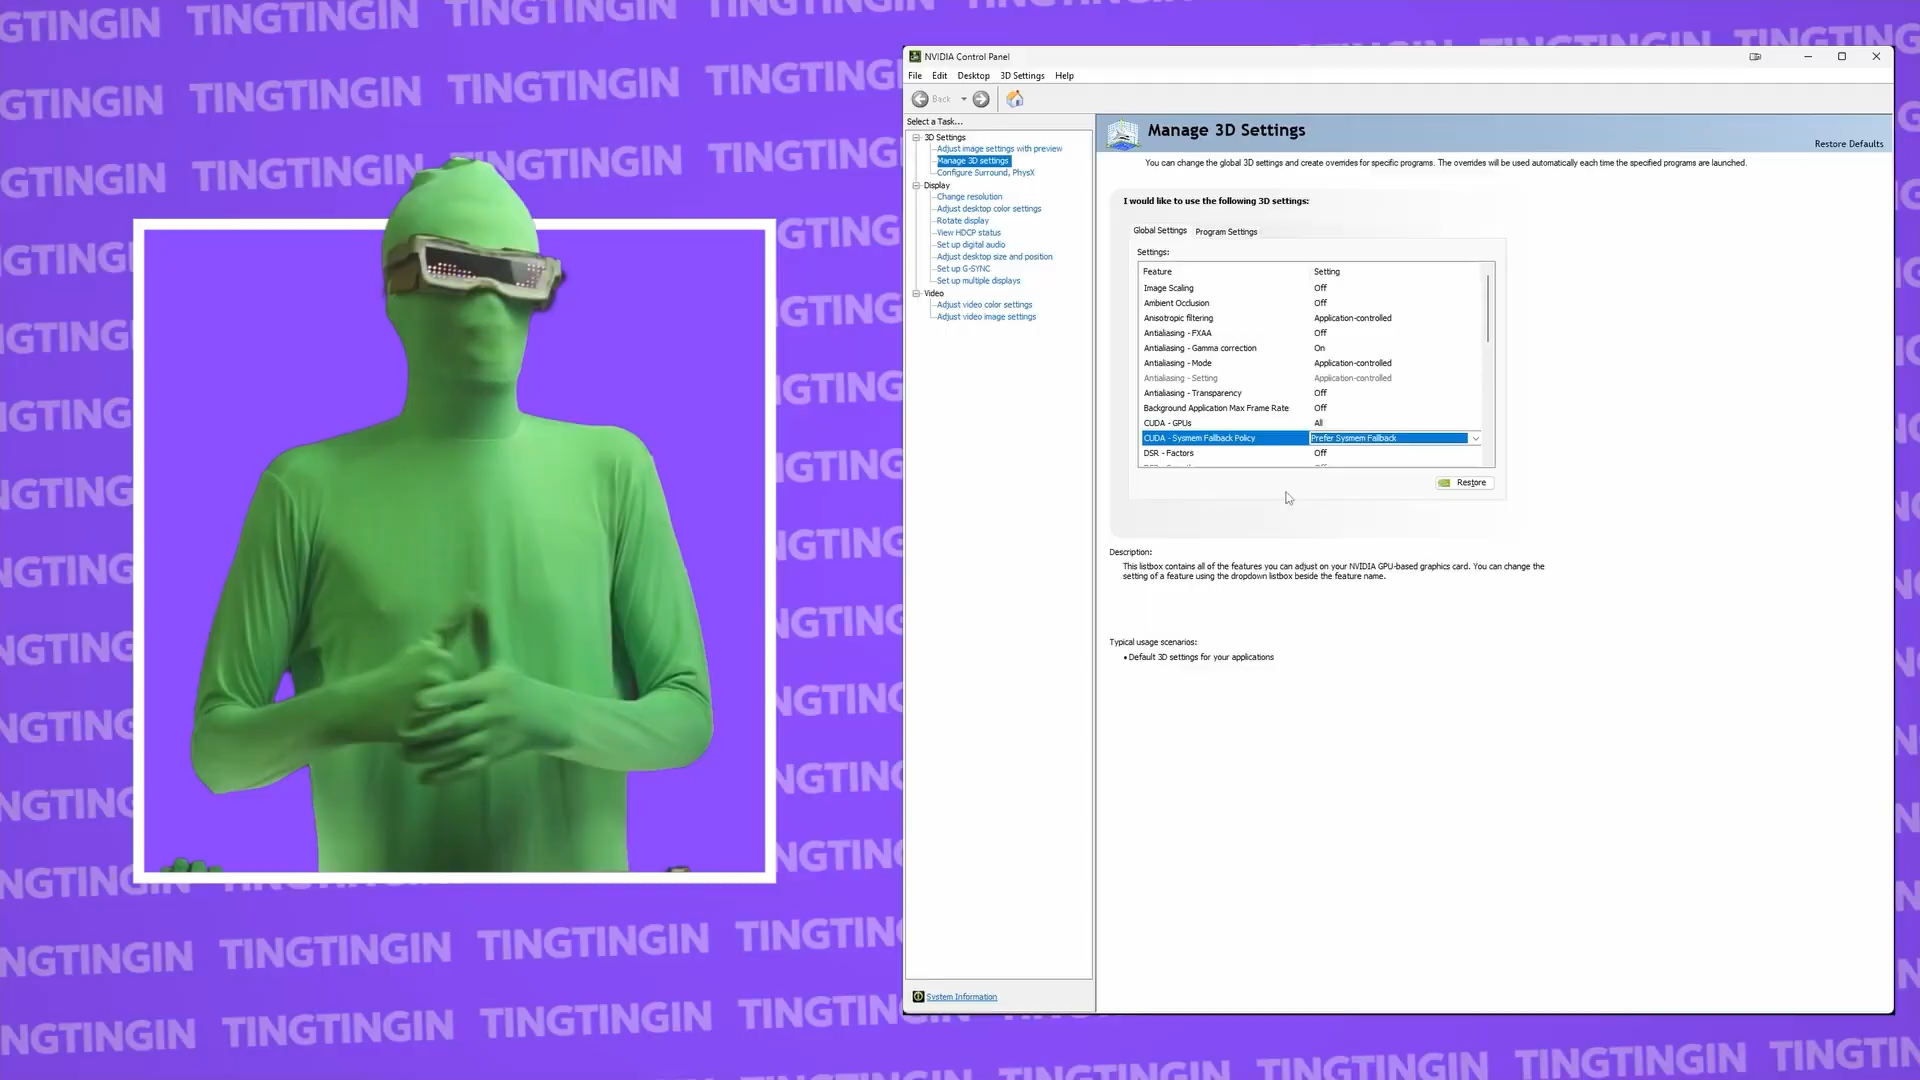 TINGTINGIN
NVIDIA Control Panel
File Edit Desktop 3D Settings Help
Back
Select a Task...
3D Settings
Adjust image settings with preview
Manage 3D settings
Configure Surround, PhysX
Display
Change resolution
Adjust desktop color settings
Rotate display
View HDCP status
Set up digital audio
Adjust desktop size and position
Set up G-SYNC
Set up multiple displays
Video
Adjust video color settings
Adjust video image settings
System Information
Manage 3D Settings
Restore Defaults
You can change the global 3D settings and create overrides for specific programs. The overrides will be used automatically each time the specified programs are launched.
I would like to use the following 3D settings:
Global Settings Program Settings
Settings:
Feature Setting
Image Scaling Off
Ambient Occlusion Off
Anisotropic filtering Application-controlled
Antialiasing - FXAA Off
Antialiasing - Gamma correction On
Antialiasing - Mode Application-controlled
Antialiasing - Setting Application-controlled
Antialiasing - Transparency Off
Background Application Max Frame Rate Off
CUDA - GPUs All
CUDA - Sysmem Fallback Policy Prefer Sysmem Fallback
DSR - Factors Off
Restore
Description:
This listbox contains all of the features you can adjust on your NVIDIA GPU-based graphics card. You can change the
setting of a feature using the dropdown listbox beside the feature name.
Typical usage scenarios:
• Default 3D settings for your applications